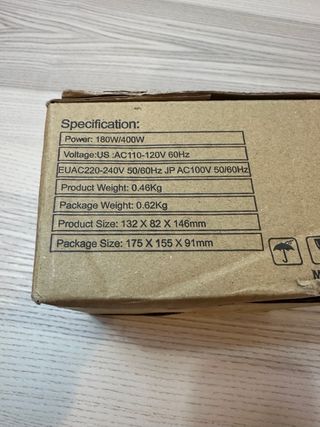 Specification:
Power: 180W/400W
Voltage:US :AC110-120V 60Hz
EUAC220-240V 50/60Hz JP AC100V 50/60Hz
Product Weight: 0.46Kg
Package Weight: 0.62Kg
Product Size: 132 X 82 X 146mm
Package Size: 175 X 155 X 91mm